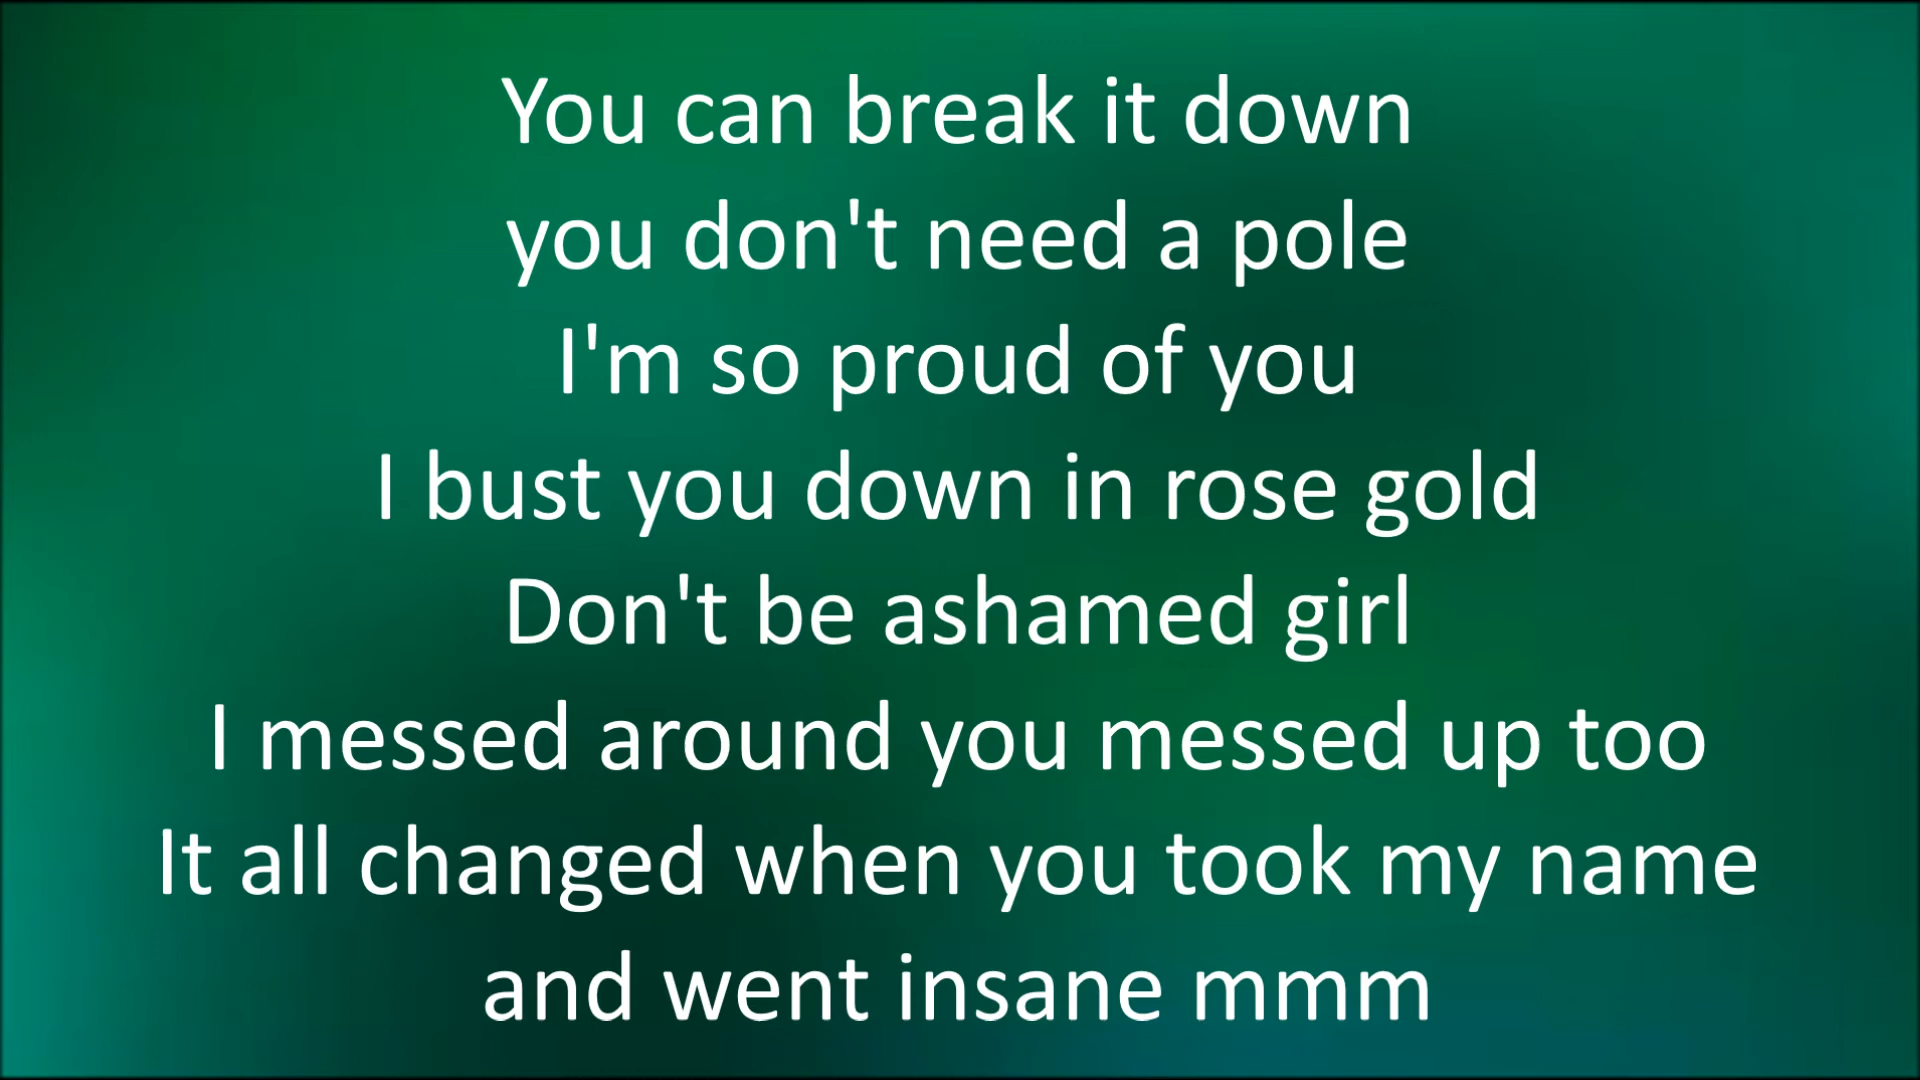 You can break it down
you don't need a pole
I'm so proud of you
I bust you down in rose gold
Don't be ashamed girl
I messed around you messed up too
It all changed when you took my name
and went insane mmm